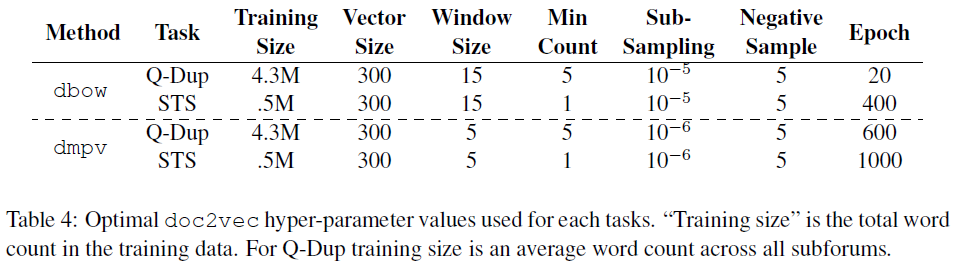 Method Task Training Size Vector Size Window Size Min Count Sub-Sampling Negative Sample Epoch
dbow Q-Dup 4.3M 300 15 5 10⁻⁵ 5 20
STS .5M 300 15 1 10⁻⁵ 5 400
dmpv Q-Dup 4.3M 300 5 5 10⁻⁶ 5 600
STS .5M 300 5 1 10⁻⁶ 5 1000
Table 4: Optimal doc2vec hyper-parameter values used for each tasks. “Training size” is the total word
count in the training data. For Q-Dup training size is an average word count across all subforums.